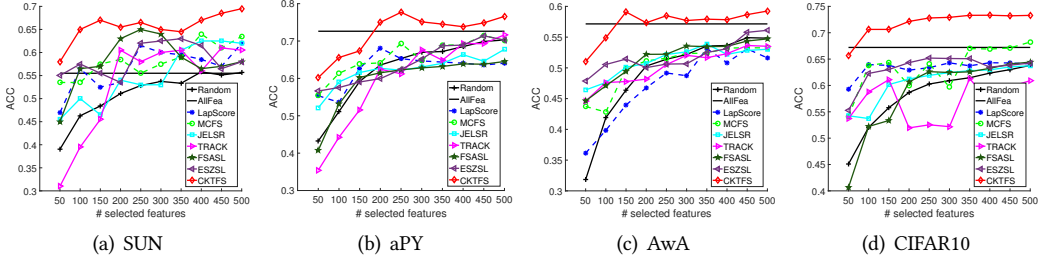 0.7
0.65
0.6
0.55
0.5
0.45
0.4
0.35
0.3
ACC
50 100 150 200 250 300 350 400 450 500
# selected features
Random
AllFea
LapScore
MCFS
JELSR
TRACK
FSASL
ESZSL
CKTFS
(a) SUN
0.8
0.7
0.6
0.5
0.4
0.3
ACC
50 100 150 200 250 300 350 400 450 500
# selected features
Random
AllFea
LapScore
MCFS
JELSR
TRACK
FSASL
ESZSL
CKTFS
(b) aPY
0.6
0.55
0.5
0.45
0.4
0.35
0.3
ACC
50 100 150 200 250 300 350 400 450 500
# selected features
Random
AllFea
LapScore
MCFS
JELSR
TRACK
FSASL
ESZSL
CKTFS
(c) AwA
0.75
0.7
0.65
0.6
0.55
0.5
0.45
0.4
ACC
50 100 150 200 250 300 350 400 450 500
# selected features
Random
AllFea
LapScore
MCFS
JELSR
TRACK
FSASL
ESZSL
CKTFS
(d) CIFAR10